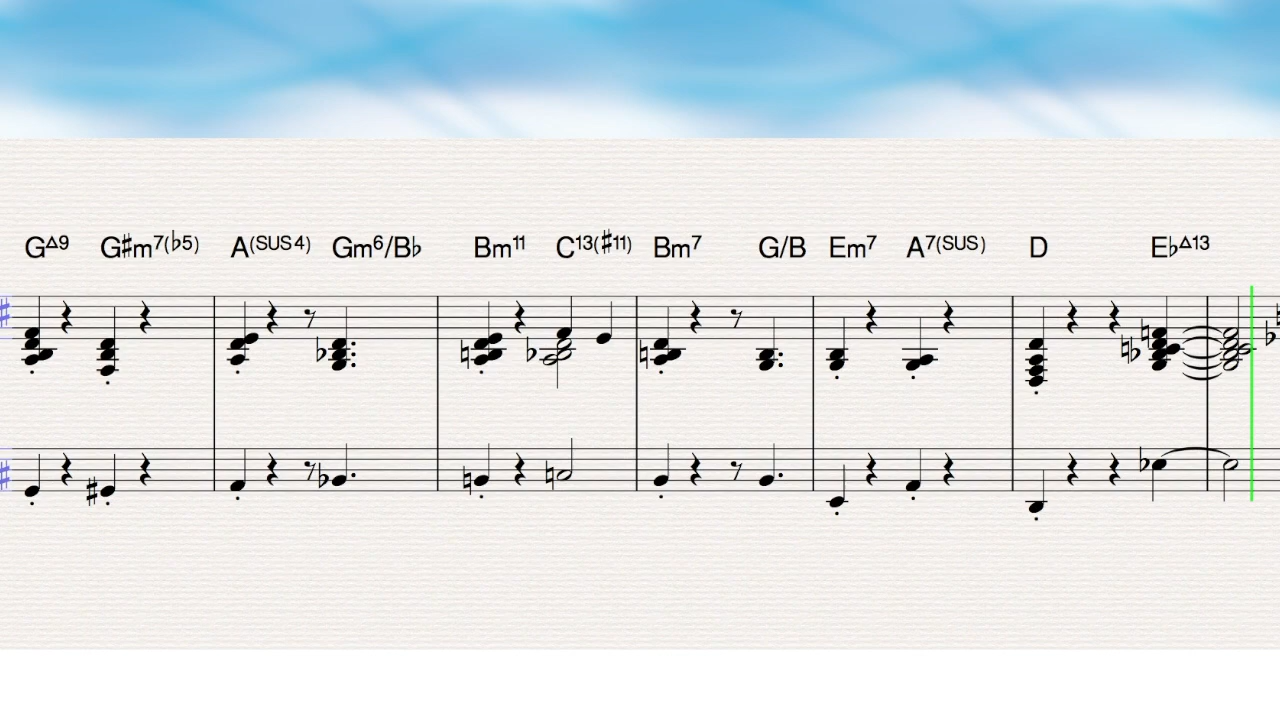 G△9 G♯m7(♭5) A(SUS4) Gm6/B♭ Bm11 C13(♯11) Bm7 G/B Em7 A7(SUS) D E♭△13